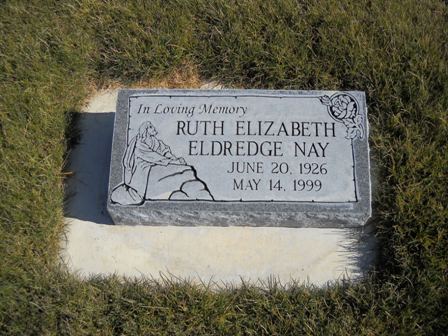 In Loving Memory
RUTH ELIZABETH
ELDREDGE NAY
JUNE 20, 1926
MAY 14, 1999